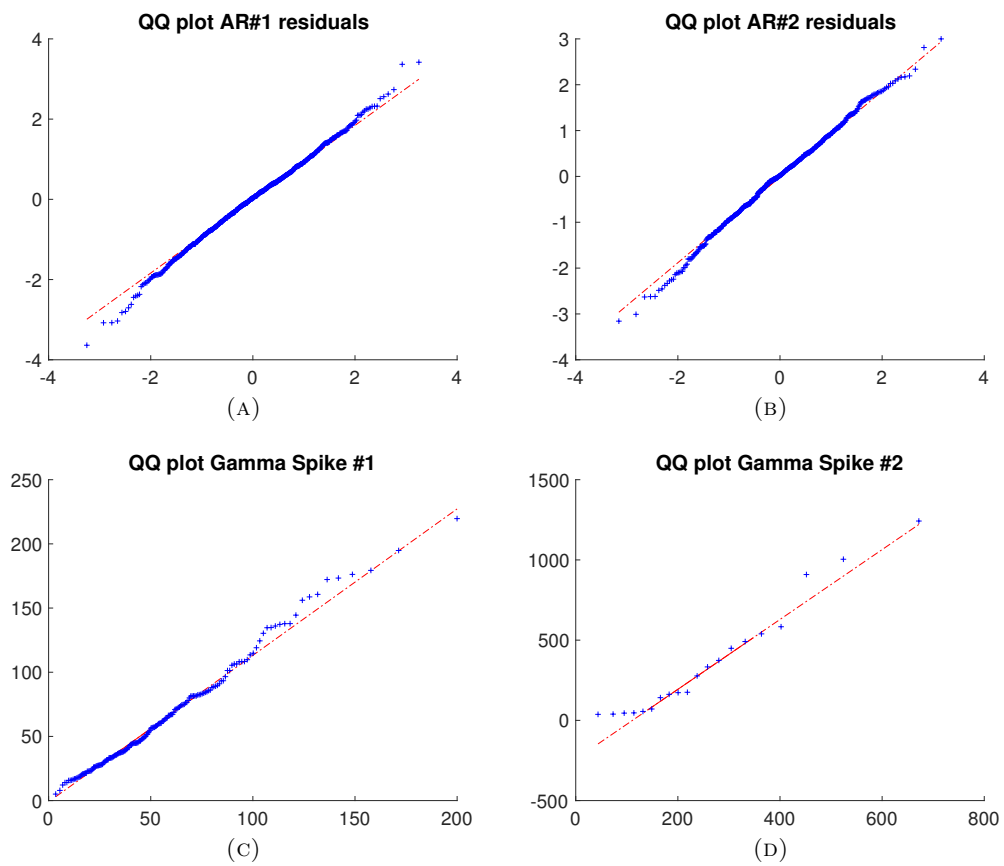 QQ plot AR#1 residuals
4
2
0
-2
-4
-4 -2 0 2 4
(A)
QQ plot AR#2 residuals
3
2
1
0
-1
-2
-3
-4
-4 -2 0 2 4
(B)
QQ plot Gamma Spike #1
250
200
150
100
50
0
0 50 100 150 200
(C)
QQ plot Gamma Spike #2
1500
1000
500
0
-500
0 200 400 600 800
(D)